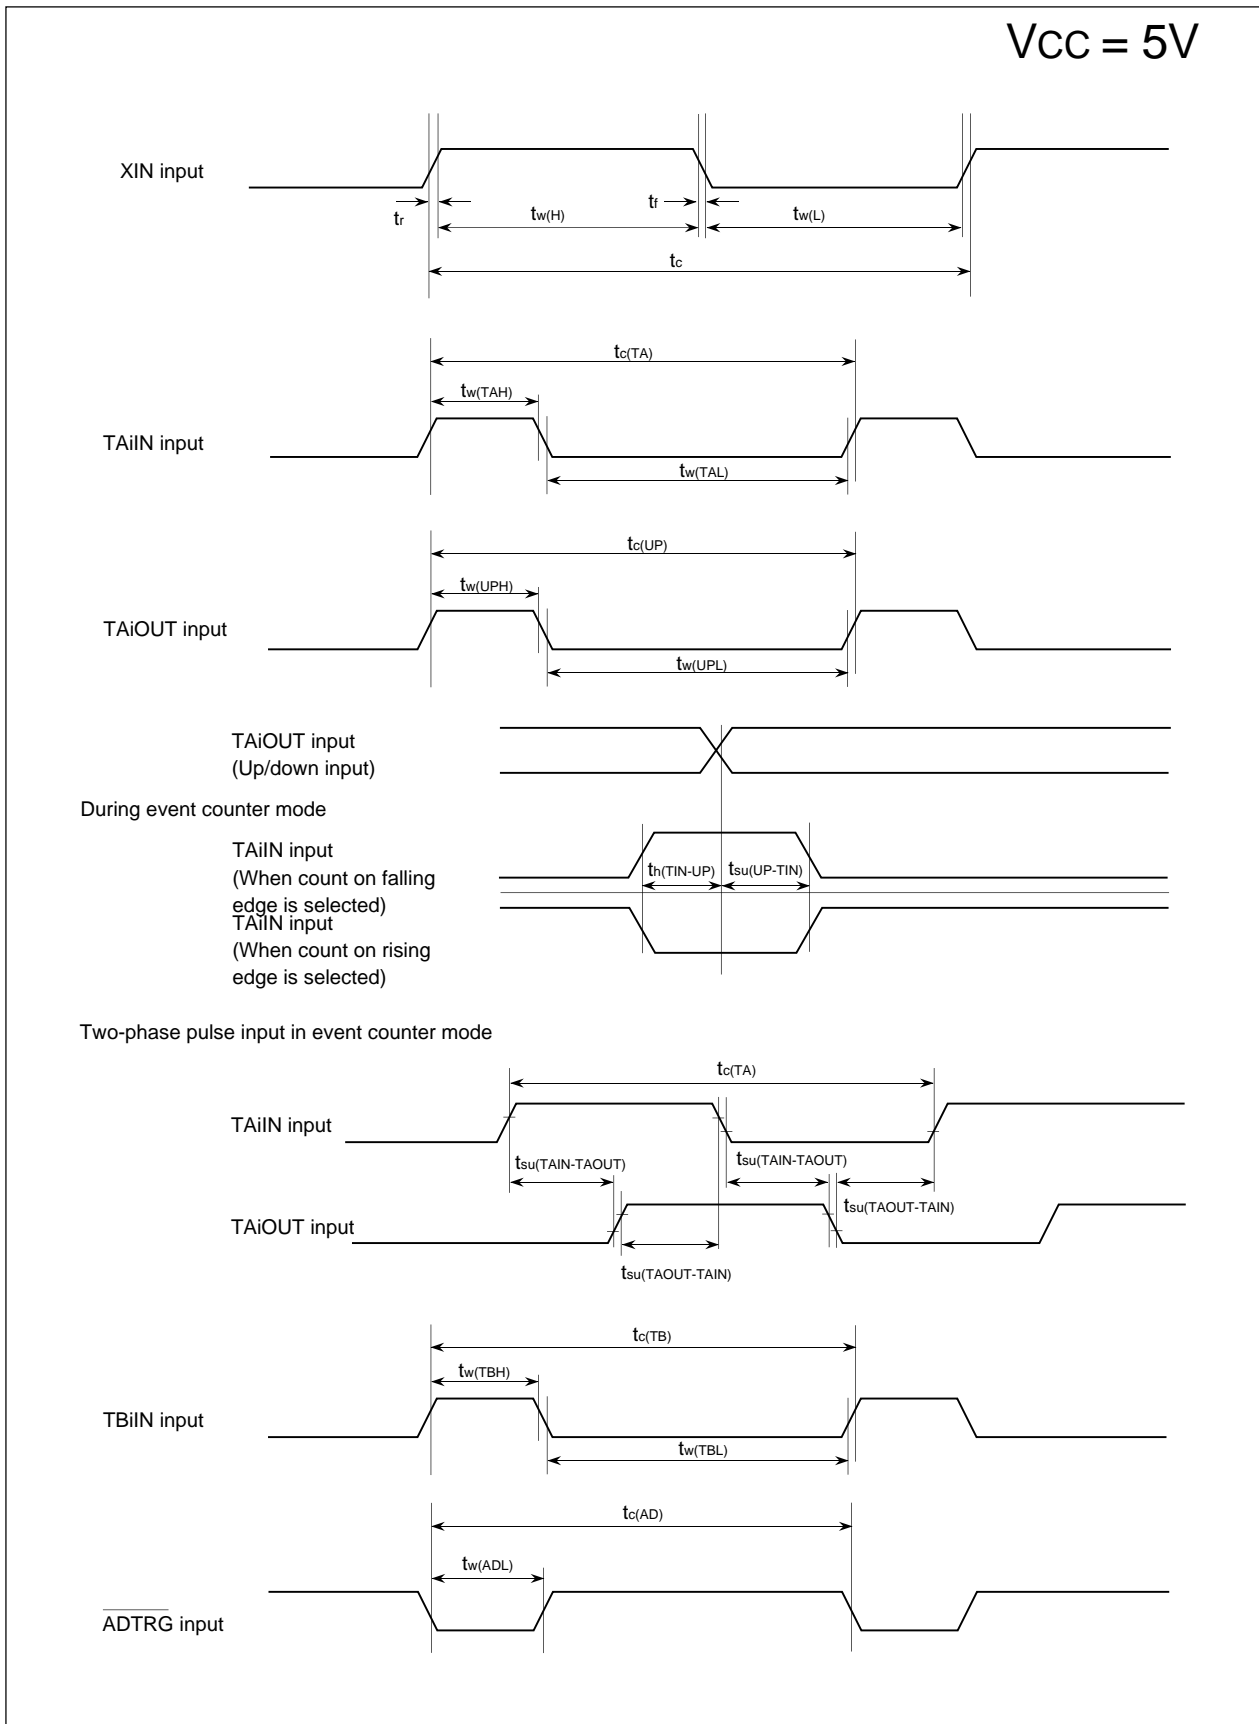 VCC = 5V
XIN input
tr
tw(H)
tf
tw(L)
tc
tc(TA)
tw(TAH)
TAiIN input
tw(TAL)
tc(UP)
tw(UPH)
TAiOUT input
tw(UPL)
TAiOUT input
(Up/down input)
During event counter mode
TAiIN input
(When count on falling
edge is selected)
th(TIN-UP)
tsu(UP-TIN)
TAiIN input
(When count on rising
edge is selected)
Two-phase pulse input in event counter mode
tc(TA)
TAiIN input
tsu(TAIN-TAOUT)
tsu(TAIN-TAOUT)
tsu(TAOUT-TAIN)
TAiOUT input
tsu(TAOUT-TAIN)
tc(TB)
tw(TBH)
TBiIN input
tw(TBL)
tc(AD)
tw(ADL)
ADTRG input